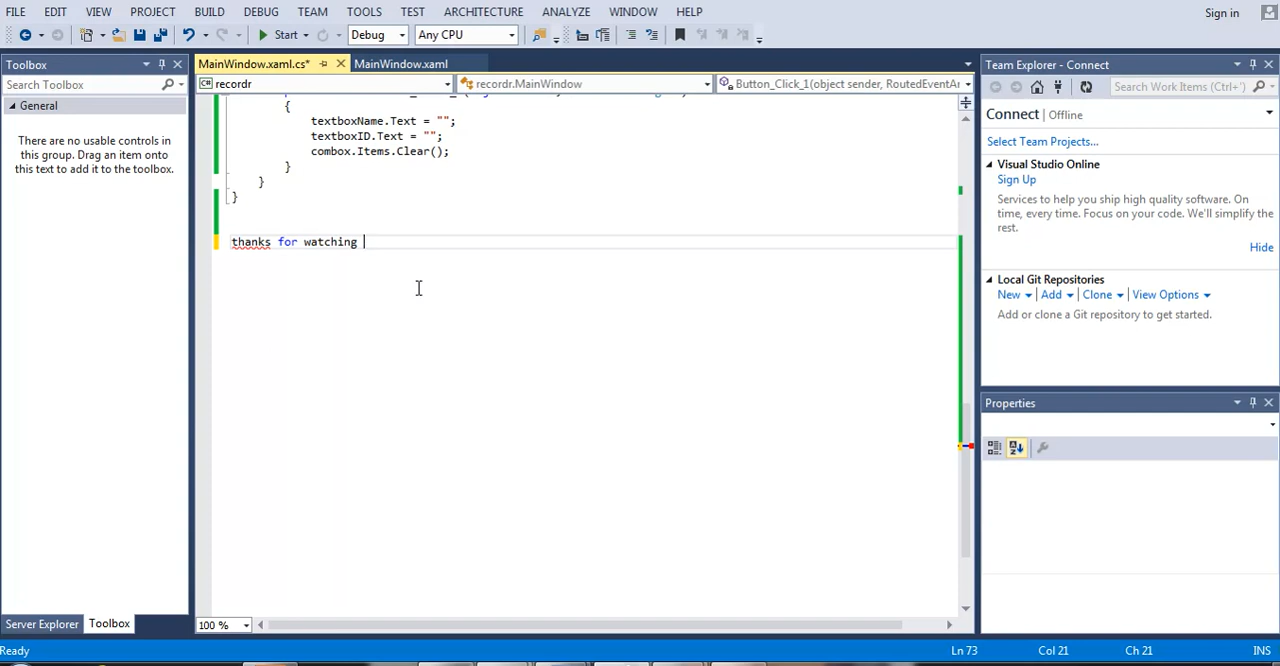 FILE EDIT VIEW PROJECT BUILD DEBUG TEAM TOOLS TEST ARCHITECTURE ANALYZE WINDOW HELP Sign in
Start Debug Any CPU
Toolbox
Search Toolbox
General
There are no usable controls in
this group. Drag an item onto
this text to add it to the toolbox.
Server Explorer Toolbox
MainWindow.xaml.cs* MainWindow.xaml
recordr recordr.MainWindow Button_Click_1(object sender, RoutedEventAr
{
textboxName.Text = "";
textboxID.Text = "";
combox.Items.Clear();
}
}
}
thanks for watching
100 %
Team Explorer - Connect
Search Work Items (Ctrl+')
Connect | Offline
Select Team Projects...
Visual Studio Online
Sign Up
Services to help you ship high quality software. On
time, every time. Focus on your code. We'll simplify the
rest.
Hide
Local Git Repositories
New Add Clone View Options
Add or clone a Git repository to get started.
Properties
Ready Ln 73 Col 21 Ch 21 INS